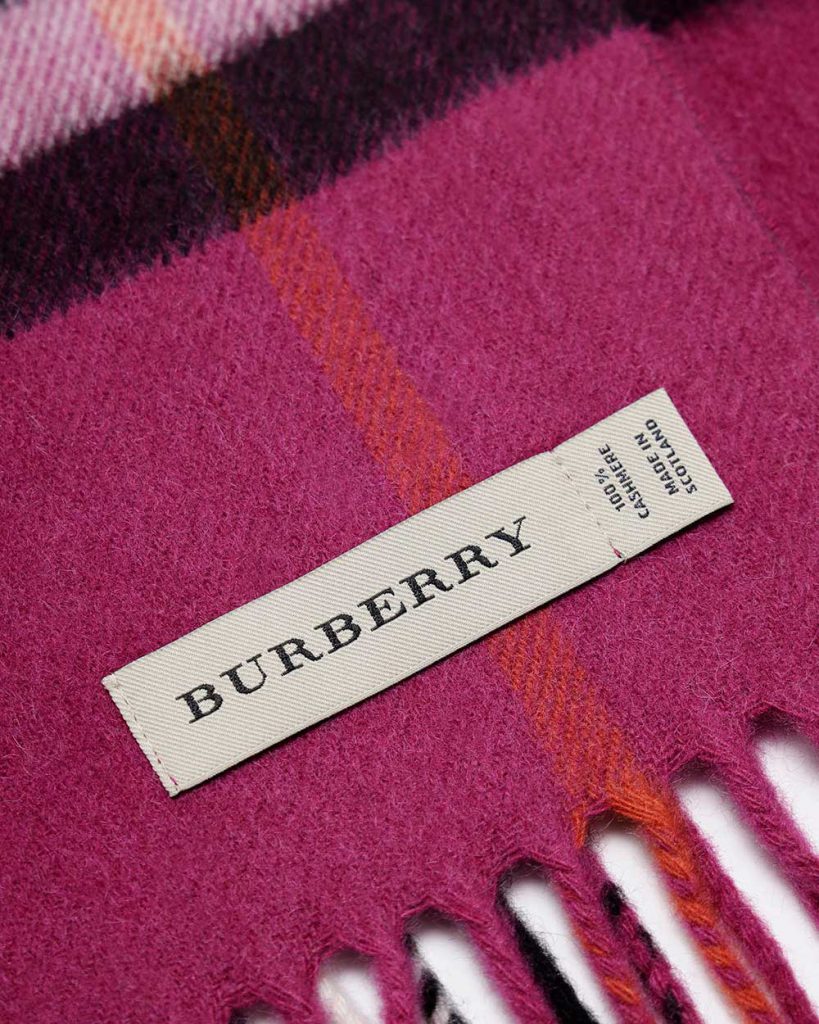 BURBERRY
100% 
CASHMERE
MADE IN
SCOTLAND